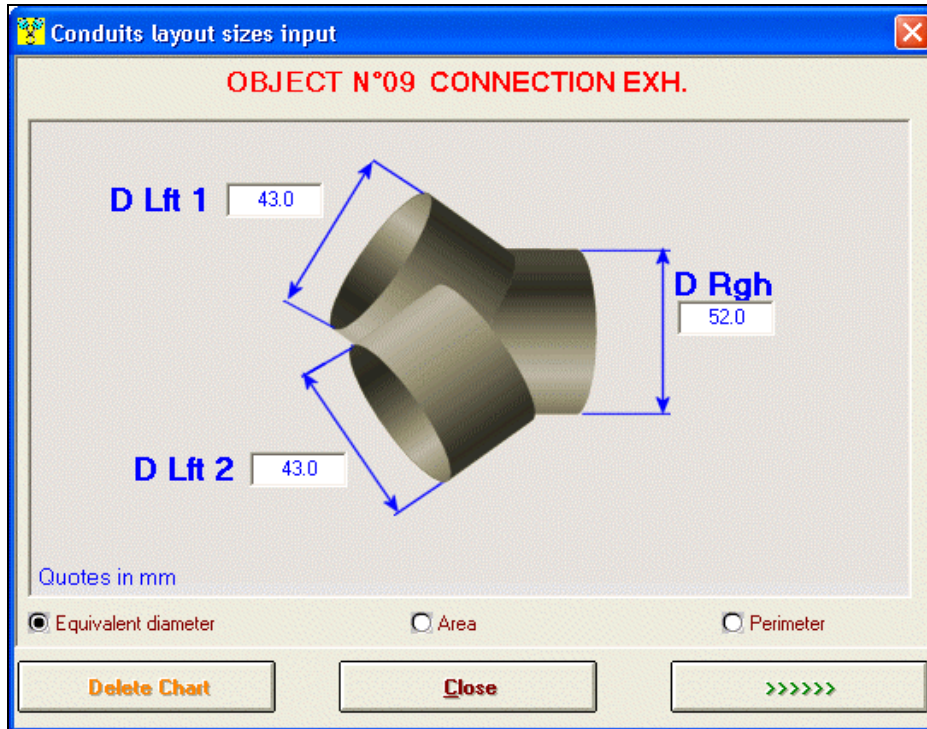 Conduits layout sizes input
OBJECT N°09 CONNECTION EXH.
D Lft 1 43.0
D Rgh
52.0
D Lft 2 43.0
Quotes in mm
Equivalent diameter Area Perimeter
Delete Chart Close >>>>>>